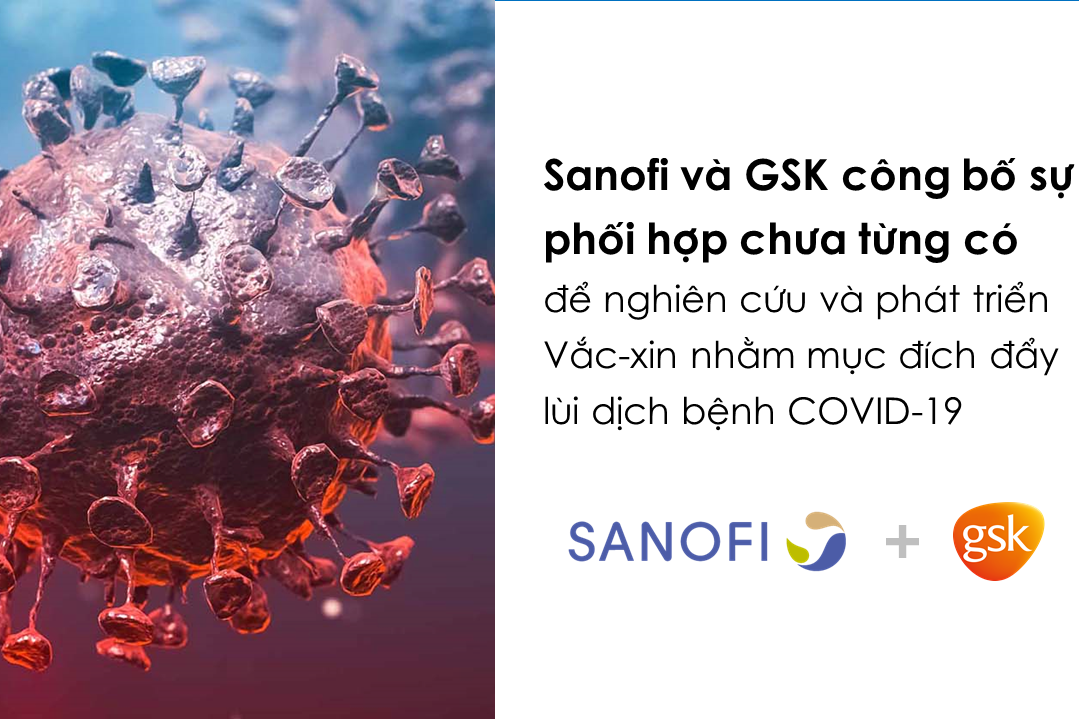 Sanofi và GSK công bố sự
phối hợp chưa từng có
để nghiên cứu và phát triển
Vắc-xin nhằm mục đích đẩy
lùi dịch bệnh COVID-19
SANOFI + gsk